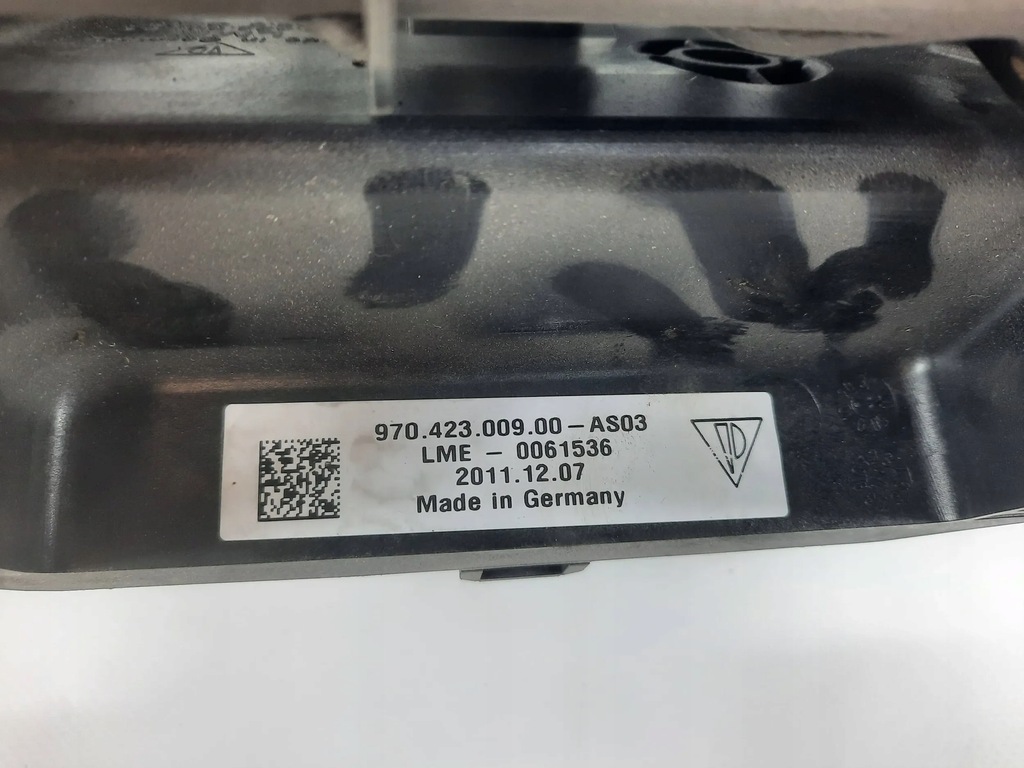 970.423.009.00-AS03
LME - 0061536
2011.12.07
Made in Germany